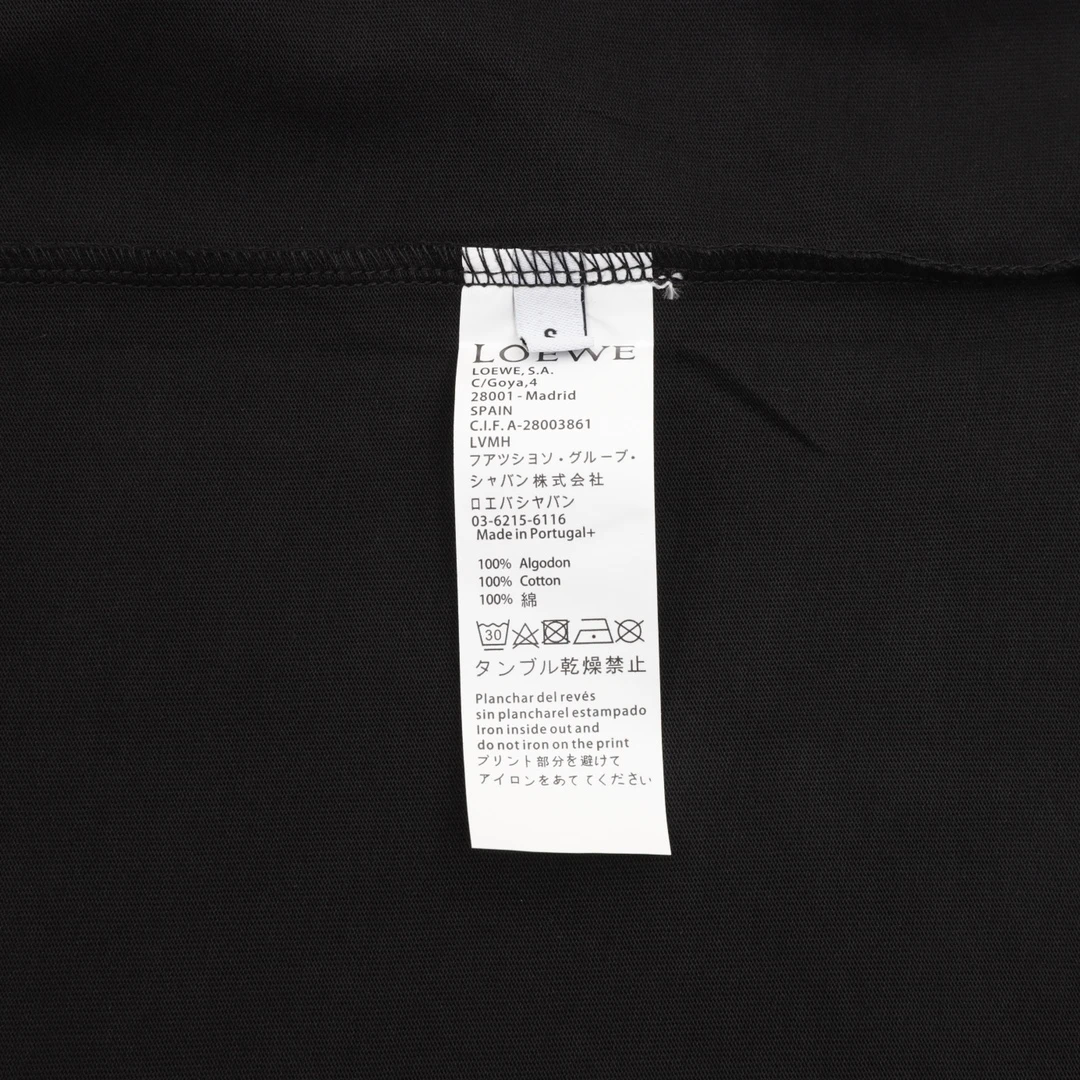 S
LOEWE
LOEWE, S.A.
C/Goya,4
28001 - Madrid
SPAIN
C.I.F. A-28003861
LVMH
フアツシヨソ・グループ・
シャバン株式会社
ロエバシヤバン
03-6215-6116
Made in Portugal+
100% Algodon
100% Cotton
100% 綿
30
タンブル乾燥禁止
Planchar del revés
sin plancharel estampado
Iron inside out and
do not iron on the print
プリント部分を避けて
アイロンをあててください